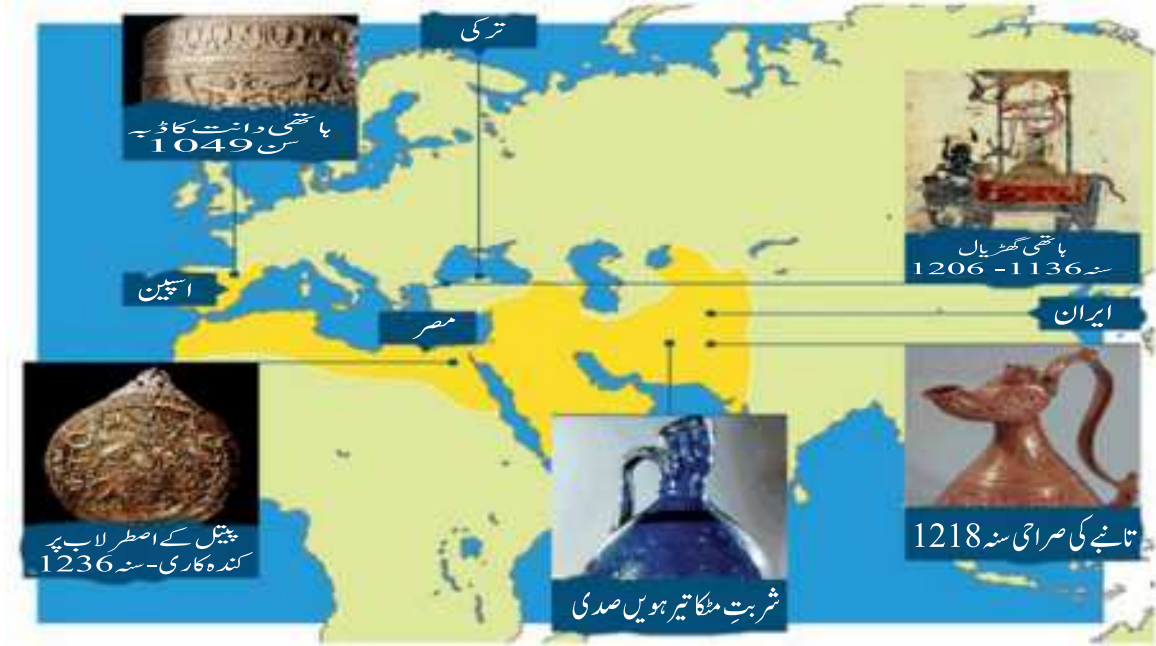 ترکی
ہاتھی دانت کا ڈبہ
سن 1049
ہاتھی گھڑیال
سنہ 1136 - 1206
اسپین
ایران
مصر
پیتل کے اصطرلاب پر
کندہ کاری - سنہ 1236
تانبے کی صراحی سنہ 1218
شربتِ مٹکا تیرہویں صدی